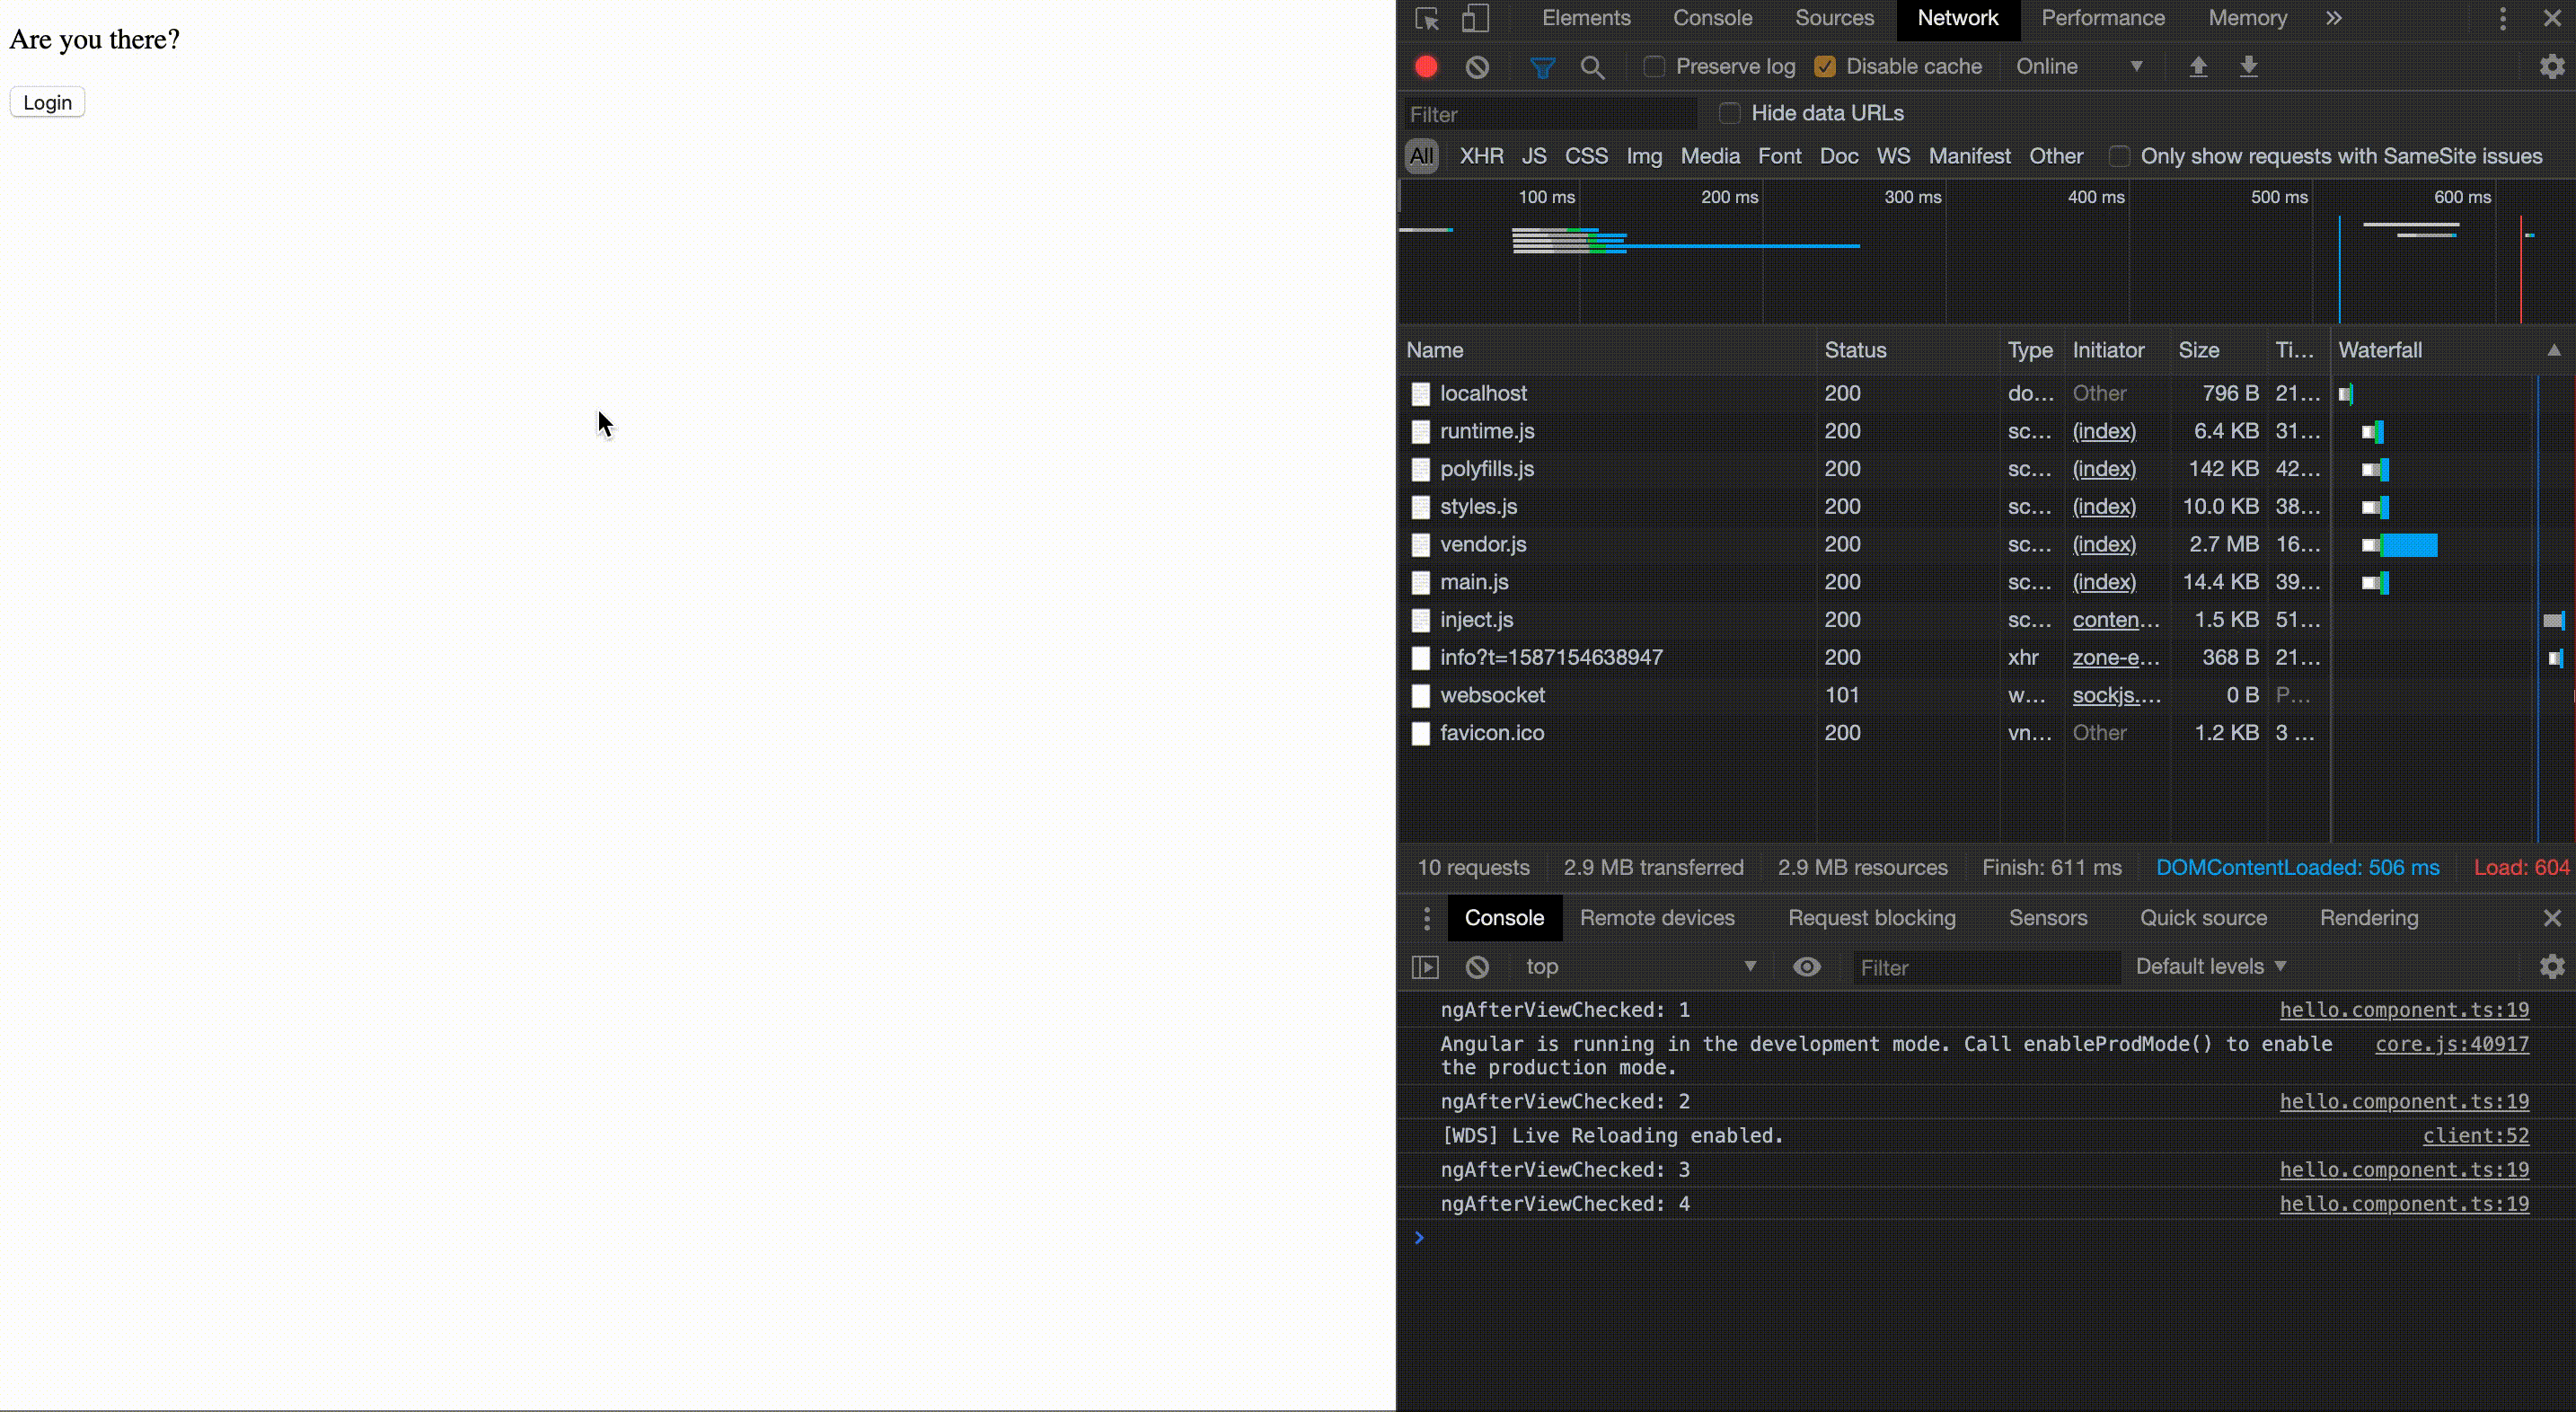 Are you there?
Login
Elements Console Sources Network Performance Memory
Preserve log Disable cache Online
Filter Hide data URLs
All XHR JS CSS Img Media Font Doc WS Manifest Other Only show requests with SameSite issues
100 ms 200 ms 300 ms 400 ms 500 ms 600 ms
Name Status Type Initiator Size Ti... Waterfall
localhost 200 do... Other 796 B 21...
runtime.js 200 sc... (index) 6.4 KB 31...
polyfills.js 200 sc... (index) 142 KB 42...
styles.js 200 sc... (index) 10.0 KB 38...
vendor.js 200 sc... (index) 2.7 MB 16...
main.js 200 sc... (index) 14.4 KB 39...
inject.js 200 sc... conten... 1.5 KB 51...
info?t=1587154638947 200 xhr zone-e... 368 B 21...
websocket 101 w... sockjs.... 0 B P...
favicon.ico 200 vn... Other 1.2 KB 3 ...
10 requests 2.9 MB transferred 2.9 MB resources Finish: 611 ms DOMContentLoaded: 506 ms Load: 604
Console Remote devices Request blocking Sensors Quick source Rendering
top Filter Default levels
ngAfterViewChecked: 1 hello.component.ts:19
Angular is running in the development mode. Call enableProdMode() to enable core.js:40917
the production mode.
ngAfterViewChecked: 2 hello.component.ts:19
[WDS] Live Reloading enabled. client:52
ngAfterViewChecked: 3 hello.component.ts:19
ngAfterViewChecked: 4 hello.component.ts:19